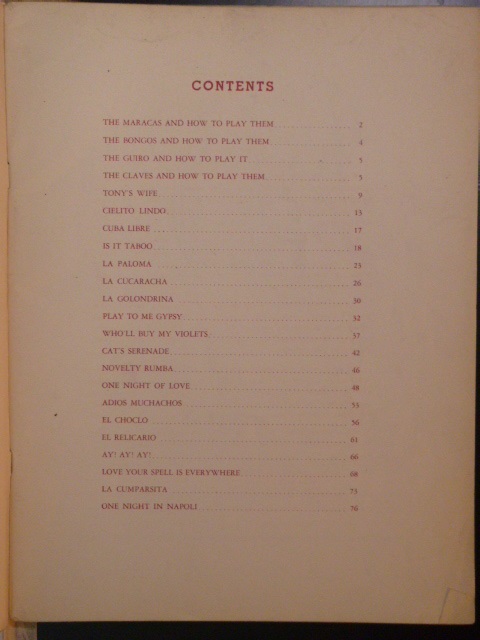 CONTENTS
THE MARACAS AND HOW TO PLAY THEM 2
THE BONGOS AND HOW TO PLAY THEM 4
THE GUIRO AND HOW TO PLAY IT 5
THE CLAVES AND HOW TO PLAY THEM 5
TONY'S WIFE 9
CIELITO LINDO 13
CUBA LIBRE 17
IS IT TABOO 18
LA PALOMA 23
LA CUCARACHA 26
LA GOLONDRINA 30
PLAY TO ME GYPSY 32
WHO'LL BUY MY VIOLETS 37
CAT'S SERENADE 42
NOVELTY RUMBA 46
ONE NIGHT OF LOVE 48
ADIOS MUCHACHOS 53
EL CHOCLO 56
EL RELICARIO 61
AY! AY! AY! 66
LOVE YOUR SPELL IS EVERYWHERE 68
LA CUMPARSITA 73
ONE NIGHT IN NAPOLI 76